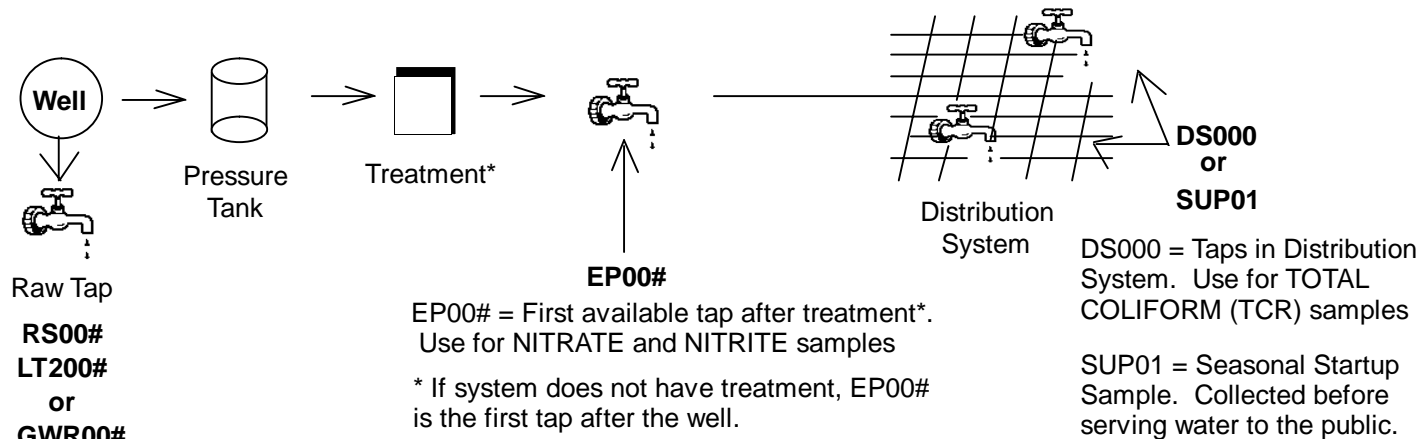 Well
Pressure
Tank
Treatment*
Raw Tap
RS00#
LT200#
or
GWR00#
EP00#
EP00# = First available tap after treatment*.
Use for NITRATE and NITRITE samples
* If system does not have treatment, EP00#
is the first tap after the well.
Distribution
System
DS000
or
SUP01
DS000 = Taps in Distribution
System. Use for TOTAL
COLIFORM (TCR) samples
SUP01 = Seasonal Startup
Sample. Collected before
serving water to the public.